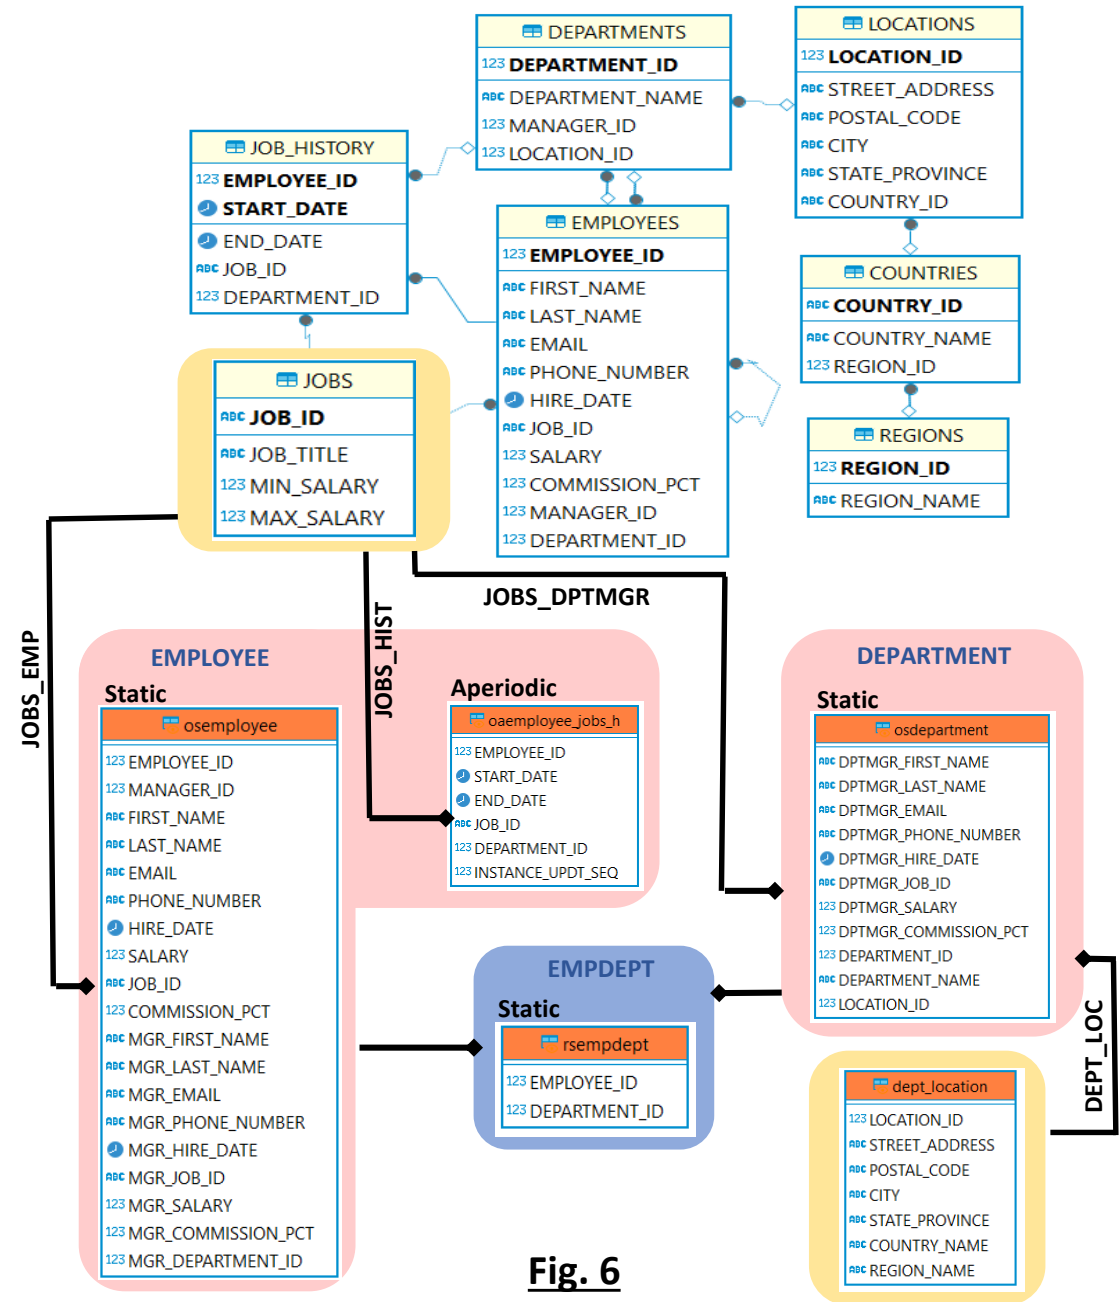 DEPARTMENTS
123 DEPARTMENT_ID
ABC DEPARTMENT_NAME
123 MANAGER_ID
123 LOCATION_ID
LOCATIONS
123 LOCATION_ID
ABC STREET_ADDRESS
ABC POSTAL_CODE
ABC CITY
ABC STATE_PROVINCE
ABC COUNTRY_ID
JOB_HISTORY
123 EMPLOYEE_ID
START_DATE
END_DATE
ABC JOB_ID
123 DEPARTMENT_ID
EMPLOYEES
123 EMPLOYEE_ID
ABC FIRST_NAME
ABC LAST_NAME
ABC EMAIL
ABC PHONE_NUMBER
HIRE_DATE
ABC JOB_ID
123 SALARY
123 COMMISSION_PCT
123 MANAGER_ID
123 DEPARTMENT_ID
COUNTRIES
ABC COUNTRY_ID
ABC COUNTRY_NAME
123 REGION_ID
REGIONS
123 REGION_ID
ABC REGION_NAME
JOBS
ABC JOB_ID
ABC JOB_TITLE
123 MIN_SALARY
123 MAX_SALARY
JOBS_EMP
JOBS_HIST
JOBS_DPTMGR
EMPLOYEE
Static
osemployee
123 EMPLOYEE_ID
123 MANAGER_ID
ABC FIRST_NAME
ABC LAST_NAME
ABC EMAIL
ABC PHONE_NUMBER
HIRE_DATE
123 SALARY
ABC JOB_ID
123 COMMISSION_PCT
ABC MGR_FIRST_NAME
ABC MGR_LAST_NAME
ABC MGR_EMAIL
ABC MGR_PHONE_NUMBER
MGR_HIRE_DATE
ABC MGR_JOB_ID
123 MGR_SALARY
123 MGR_COMMISSION_PCT
123 MGR_DEPARTMENT_ID
Aperiodic
oaemployee_jobs_h
123 EMPLOYEE_ID
START_DATE
END_DATE
ABC JOB_ID
123 DEPARTMENT_ID
123 INSTANCE_UPDT_SEQ
DEPARTMENT
Static
osdepartment
ABC DPTMGR_FIRST_NAME
ABC DPTMGR_LAST_NAME
ABC DPTMGR_EMAIL
ABC DPTMGR_PHONE_NUMBER
DPTMGR_HIRE_DATE
ABC DPTMGR_JOB_ID
123 DPTMGR_SALARY
123 DPTMGR_COMMISSION_PCT
123 DEPARTMENT_ID
ABC DEPARTMENT_NAME
123 LOCATION_ID
EMPDEPT
Static
rsempdept
123 EMPLOYEE_ID
123 DEPARTMENT_ID
DEPT_LOC
dept_location
123 LOCATION_ID
ABC STREET_ADDRESS
ABC POSTAL_CODE
ABC CITY
ABC STATE_PROVINCE
ABC COUNTRY_NAME
ABC REGION_NAME
Fig. 6